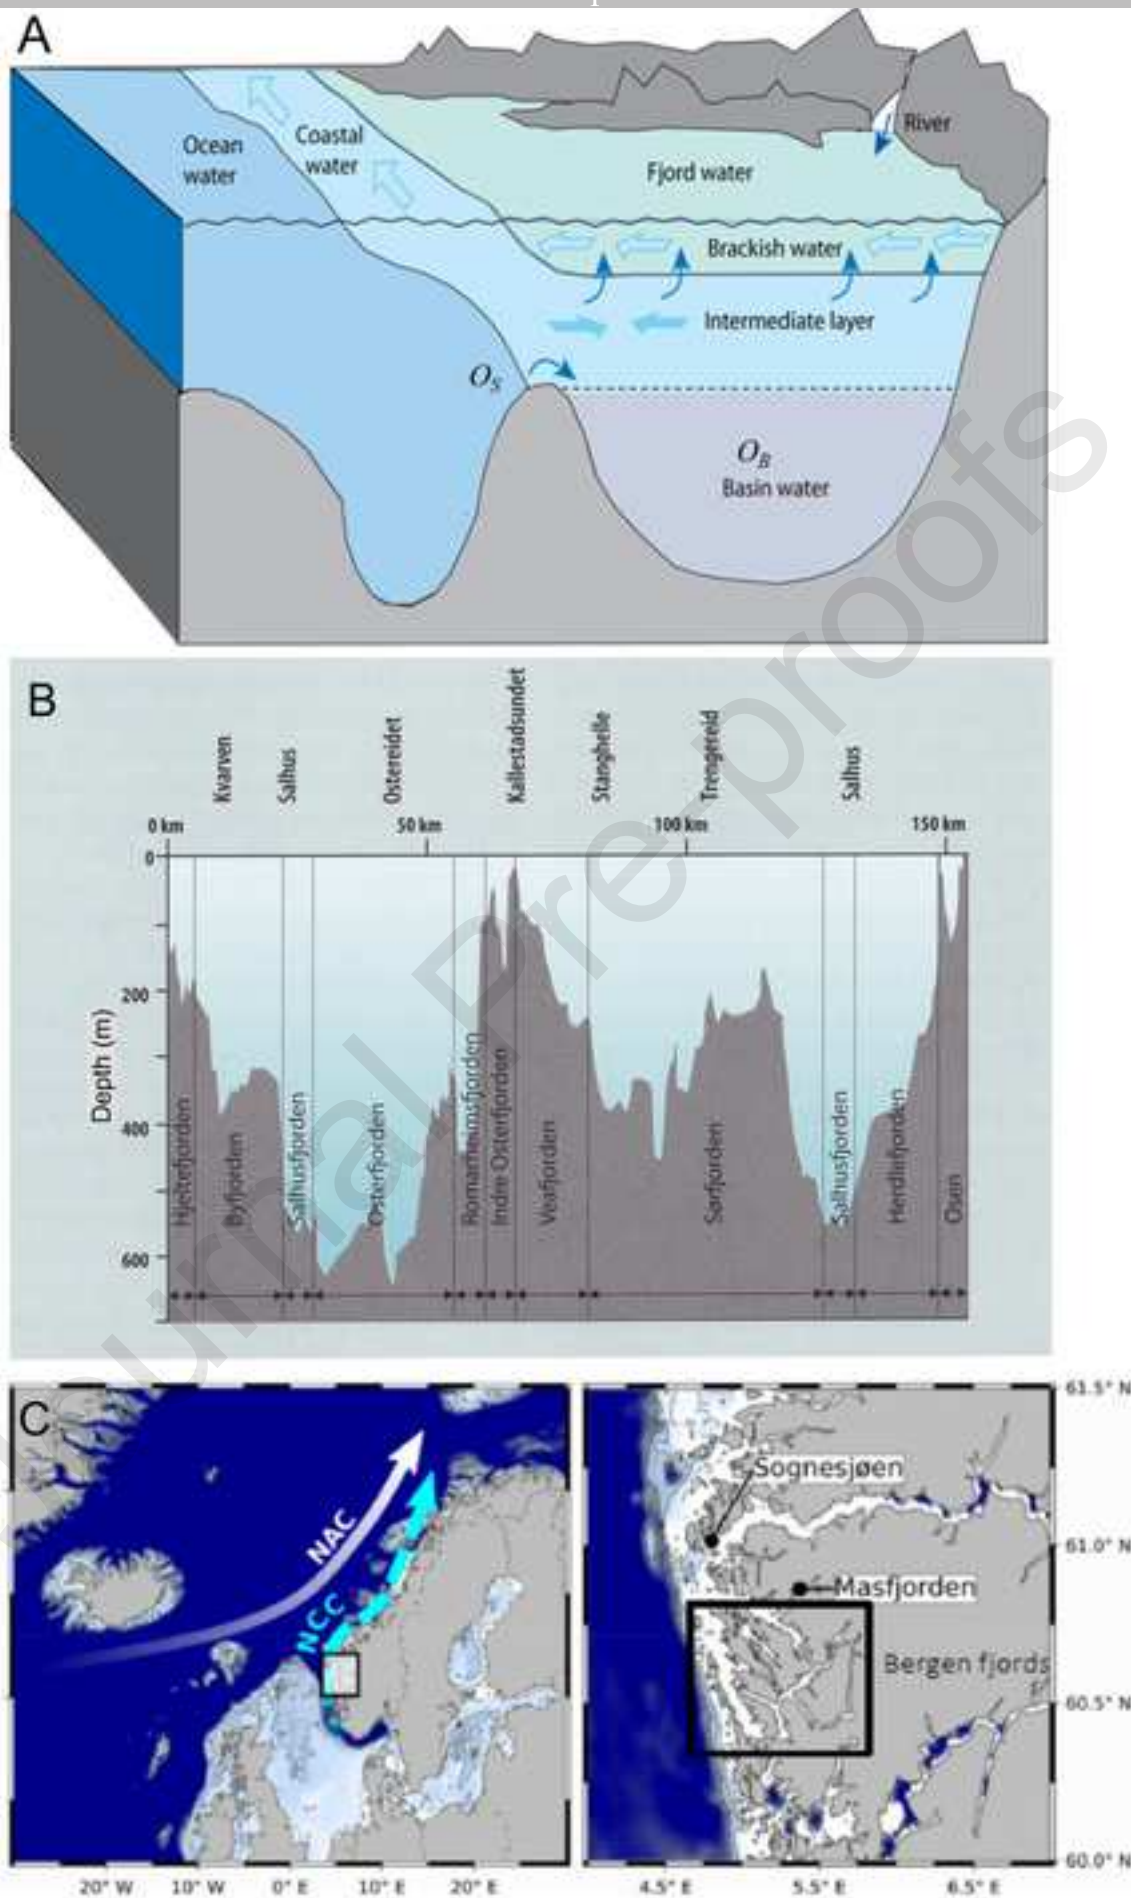 A
Ocean
water
Coastal
water
River
Fjord water
Brackish water
Intermediate layer
O_S
O_B
Basin water
B
Kvarven
Salhus
Ostereidet
Kallestadsundet
Stanghelle
Trengereid
Salhus
0 km
50 km
100 km
150 km
0
200
400
600
Depth (m)
Hjeltefjorden
Byfjorden
Salhusfjorden
Osterfjorden
Romarheimsfjorden
Indre Osterfjorden
Veafjorden
Sørfjorden
Salhusfjorden
Herdlefjorden
Osen
C
NAC
NCC
20° W
10° W
0° E
10° E
20° E
Sognesjøen
Masfjorden
Bergen fjords
61.5° N
61.0° N
60.5° N
60.0° N
4.5° E
5.5° E
6.5° E
Journal Pre-proofs